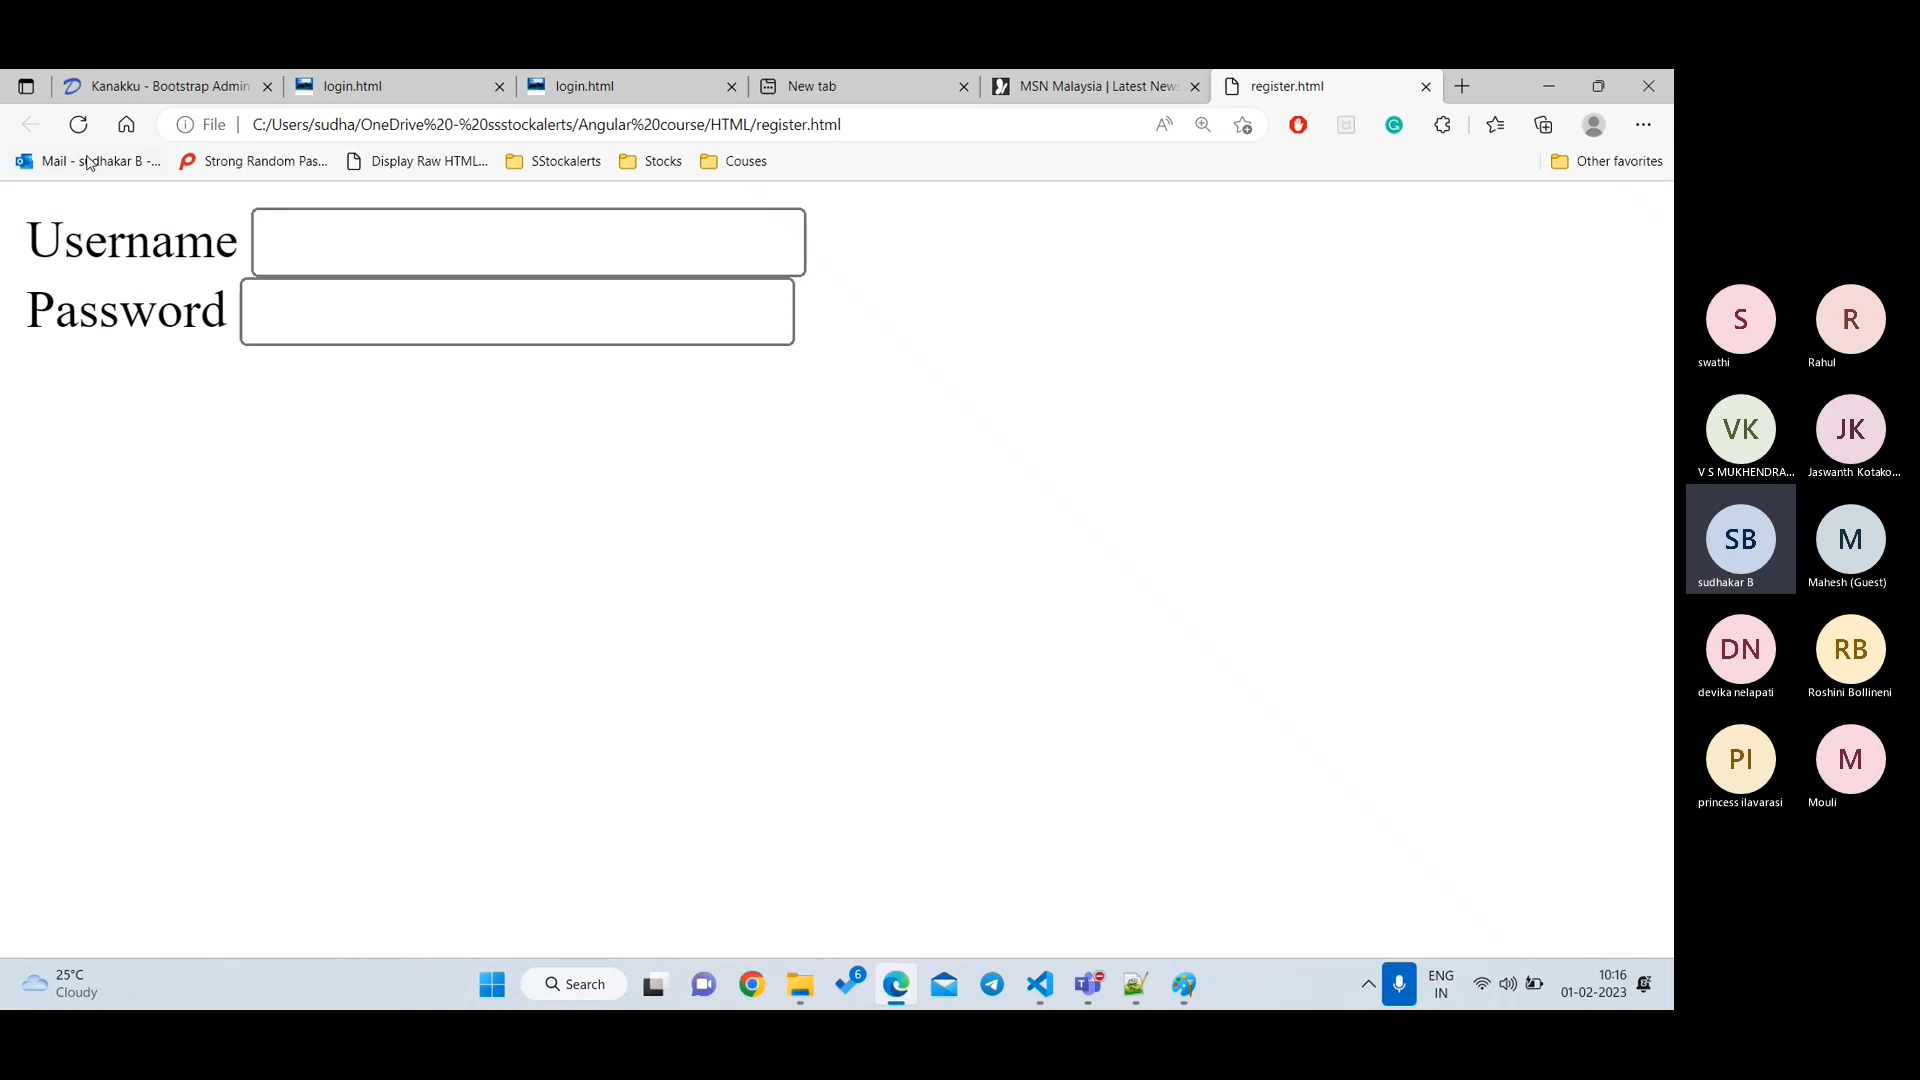 Kanakku - Bootstrap Admin
login.html
login.html
New tab
MSN Malaysia | Latest News
register.html
File
C:/Users/sudha/OneDrive%20-%20ssstockalerts/Angular%20course/HTML/register.html
Mail - sudhakar B -...
Strong Random Pas...
Display Raw HTML...
SStockalerts
Stocks
Couses
Other favorites
Username
Password
S
swathi
R
Rahul
VK
V S MUKHENDRA...
JK
Jaswanth Kotako...
SB
sudhakar B
M
Mahesh (Guest)
DN
devika nelapati
RB
Roshini Bollineni
PI
princess ilavarasi
M
Mouli
25°C
Cloudy
Search
6
ENG
IN
10:16
01-02-2023